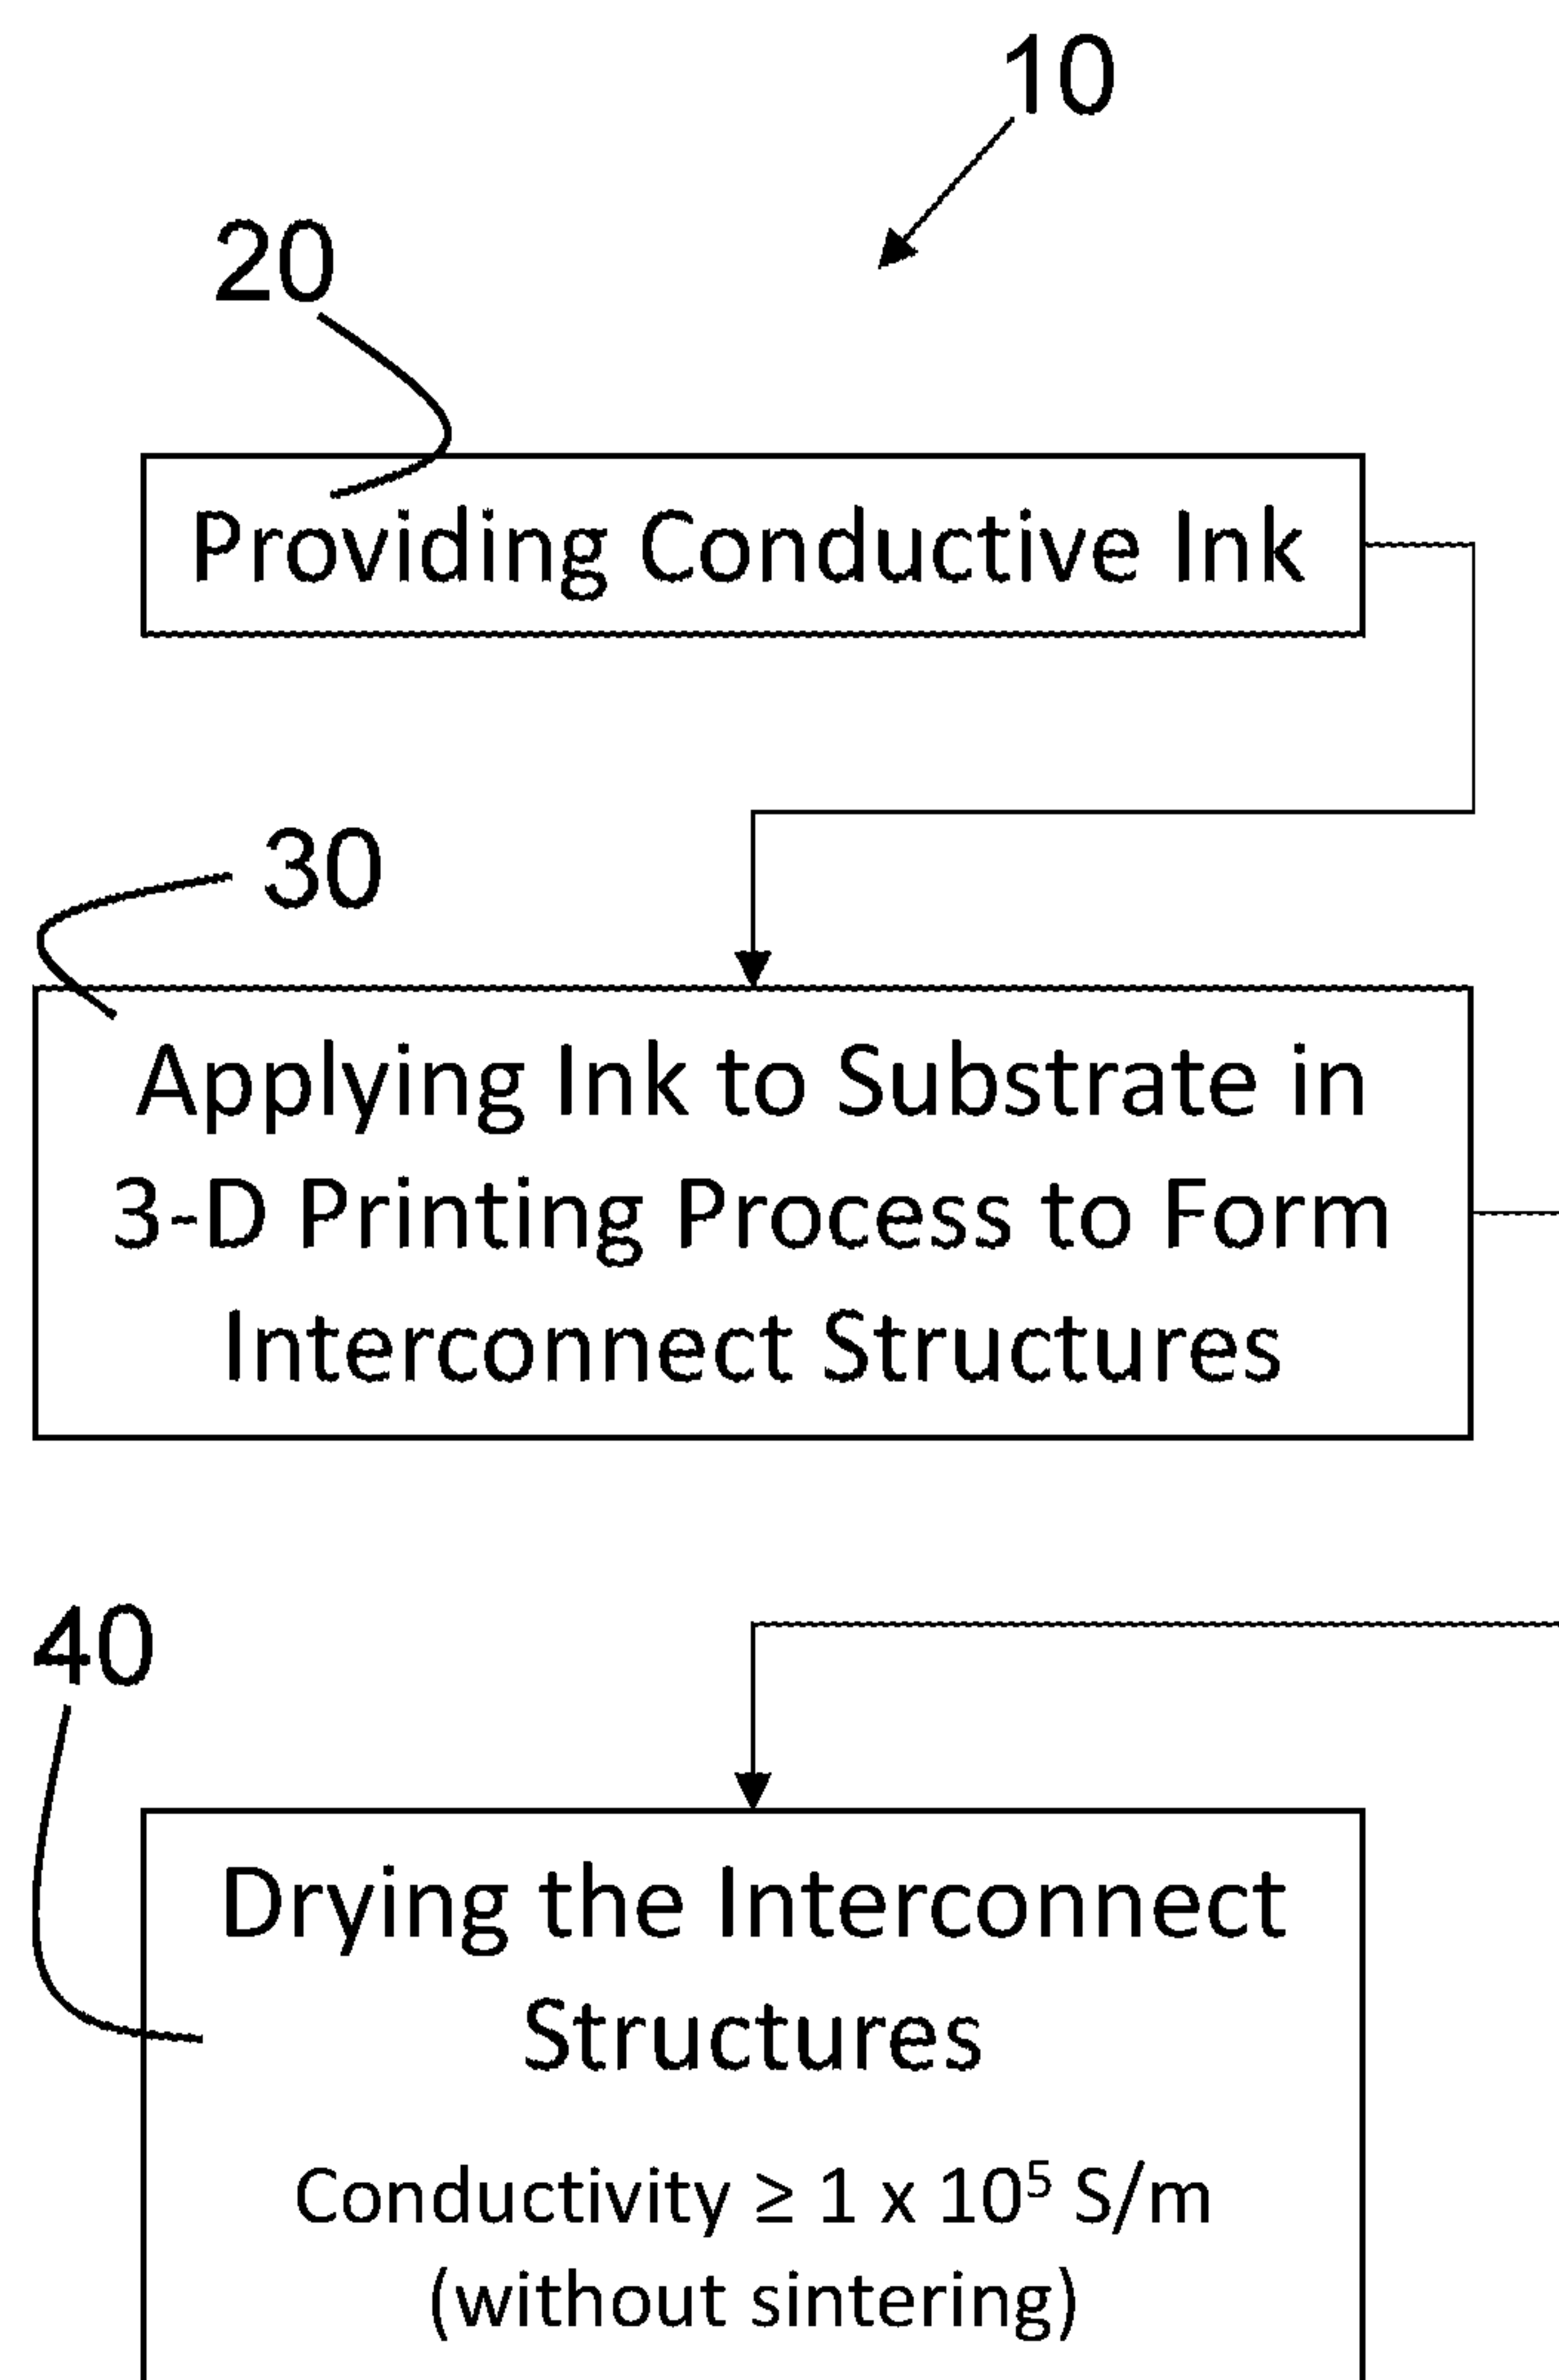 10
20
Providing Conductive Ink
30
Applying Ink to Substrate in
3-D Printing Process to Form
Interconnect Structures
40
Drying the Interconnect
Structures
Conductivity ≥ 1 x 10⁵ S/m
(without sintering)